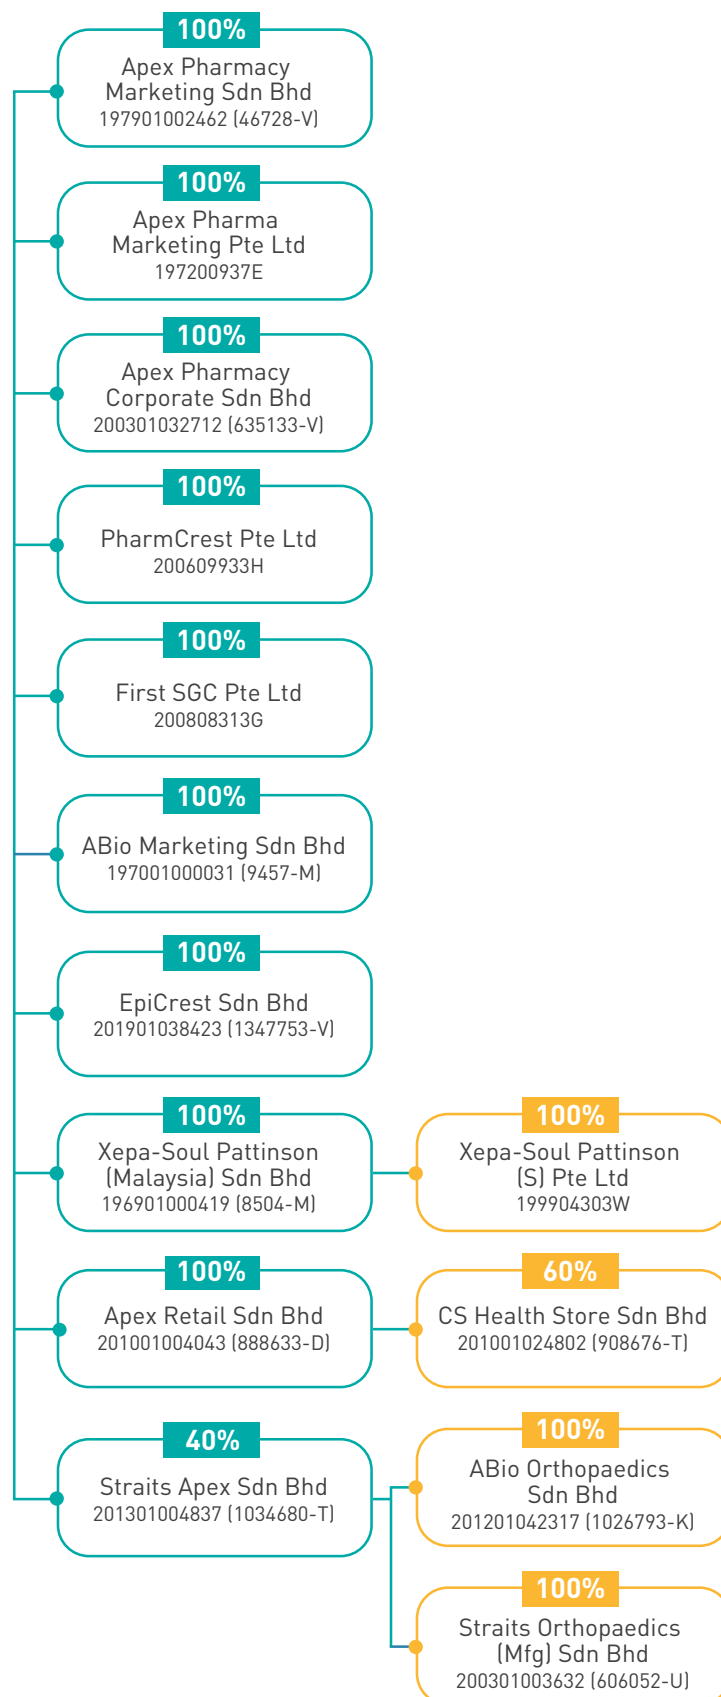 100%
Apex Pharmacy
Marketing Sdn Bhd
197901002462 (46728-V)
100%
Apex Pharma
Marketing Pte Ltd
197200937E
100%
Apex Pharmacy
Corporate Sdn Bhd
200301032712 (635133-V)
100%
PharmCrest Pte Ltd
200609933H
100%
First SGC Pte Ltd
200808313G
100%
ABio Marketing Sdn Bhd
197001000031 (9457-M)
100%
EpiCrest Sdn Bhd
201901038423 (1347753-V)
100%
Xepa-Soul Pattinson
(Malaysia) Sdn Bhd
196901000419 (8504-M)
100%
Xepa-Soul Pattinson
(S) Pte Ltd
199904303W
100%
Apex Retail Sdn Bhd
201001004043 (888633-D)
60%
CS Health Store Sdn Bhd
201001024802 (908676-T)
40%
Straits Apex Sdn Bhd
201301004837 (1034680-T)
100%
ABio Orthopaedics
Sdn Bhd
201201042317 (1026793-K)
100%
Straits Orthopaedics
(Mfg) Sdn Bhd
200301003632 (606052-U)